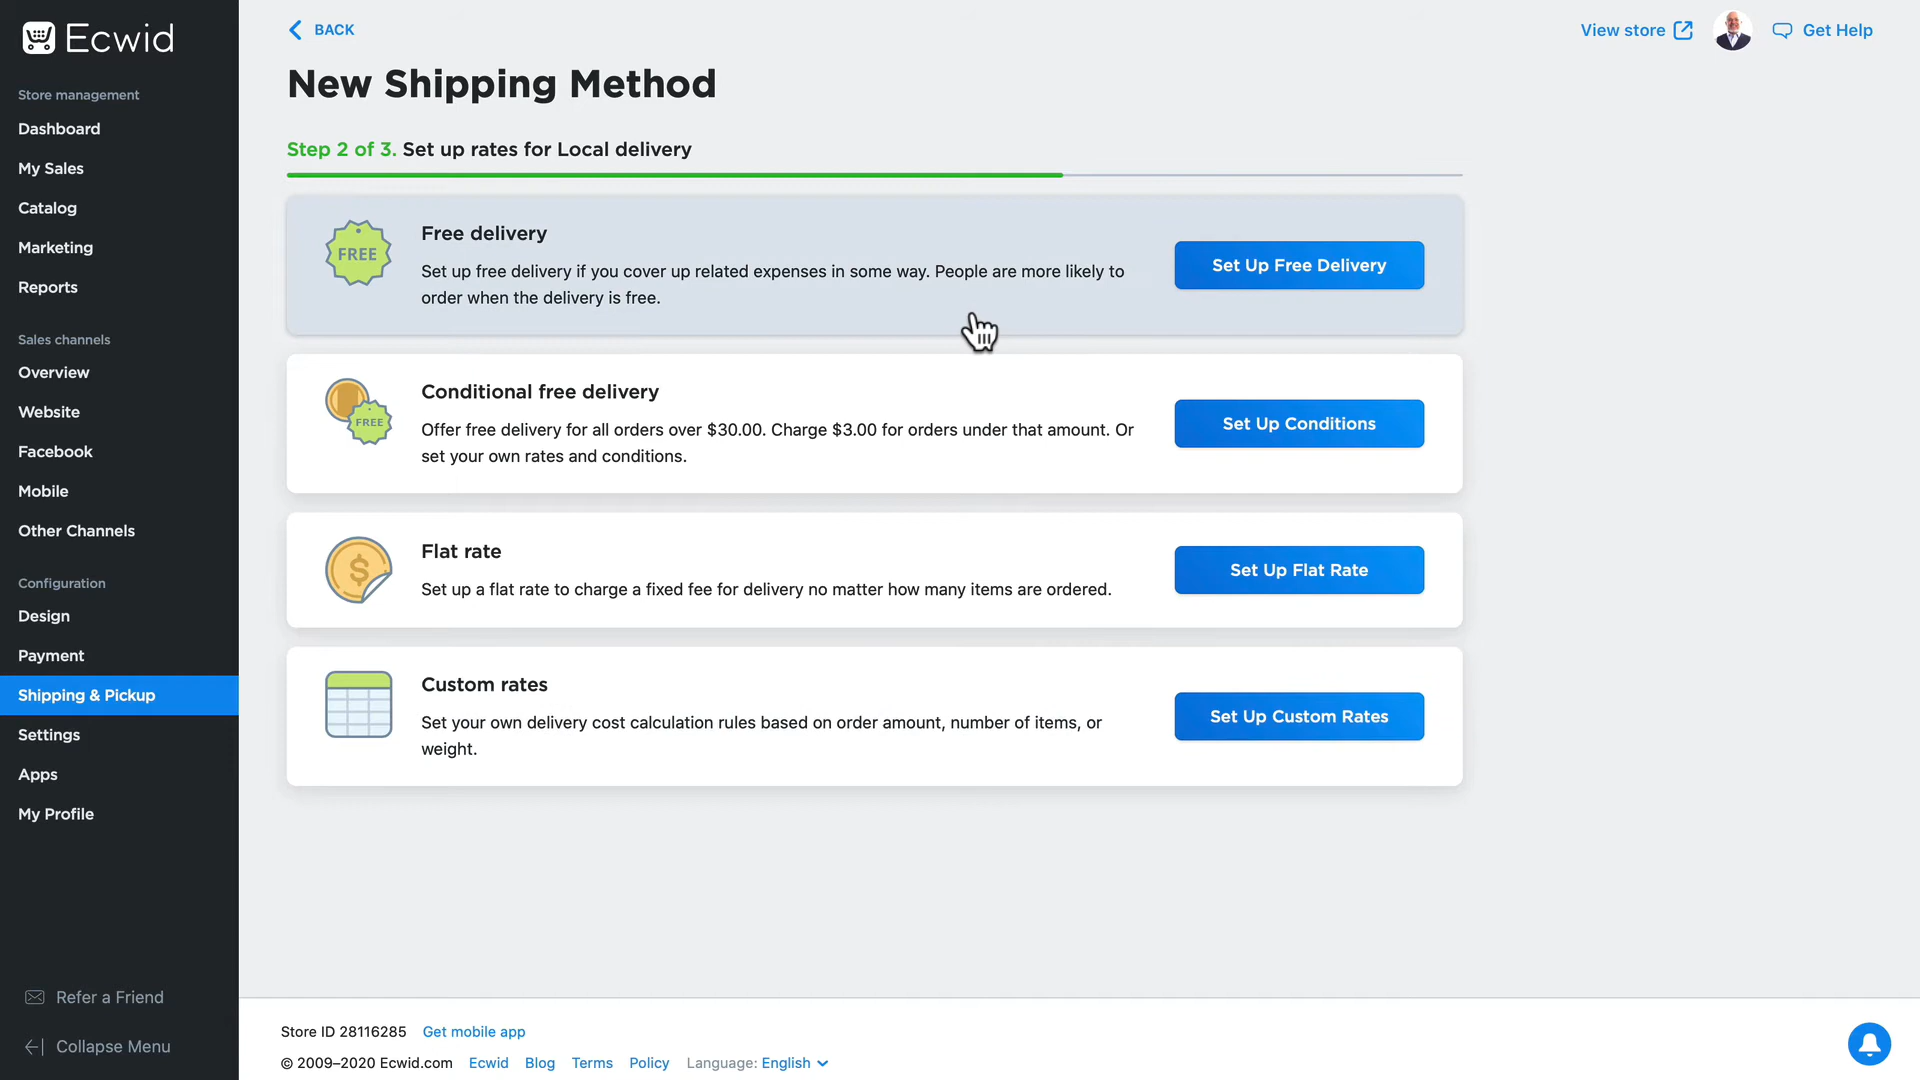 Ecwid
Store management
Dashboard
My Sales
Catalog
Marketing
Reports
Sales channels
Overview
Website
Facebook
Mobile
Other Channels
Configuration
Design
Payment
Shipping & Pickup
Settings
Apps
My Profile
Refer a Friend
Collapse Menu
BACK
View store
Get Help
New Shipping Method
Step 2 of 3. Set up rates for Local delivery
FREE
Free delivery
Set up free delivery if you cover up related expenses in some way. People are more likely to
order when the delivery is free.
Set Up Free Delivery
FREE
Conditional free delivery
Offer free delivery for all orders over $30.00. Charge $3.00 for orders under that amount. Or
set your own rates and conditions.
Set Up Conditions
$
Flat rate
Set up a flat rate to charge a fixed fee for delivery no matter how many items are ordered.
Set Up Flat Rate
Custom rates
Set your own delivery cost calculation rules based on order amount, number of items, or
weight.
Set Up Custom Rates
Store ID 28116285 Get mobile app
© 2009–2020 Ecwid.com Ecwid Blog Terms Policy Language: English